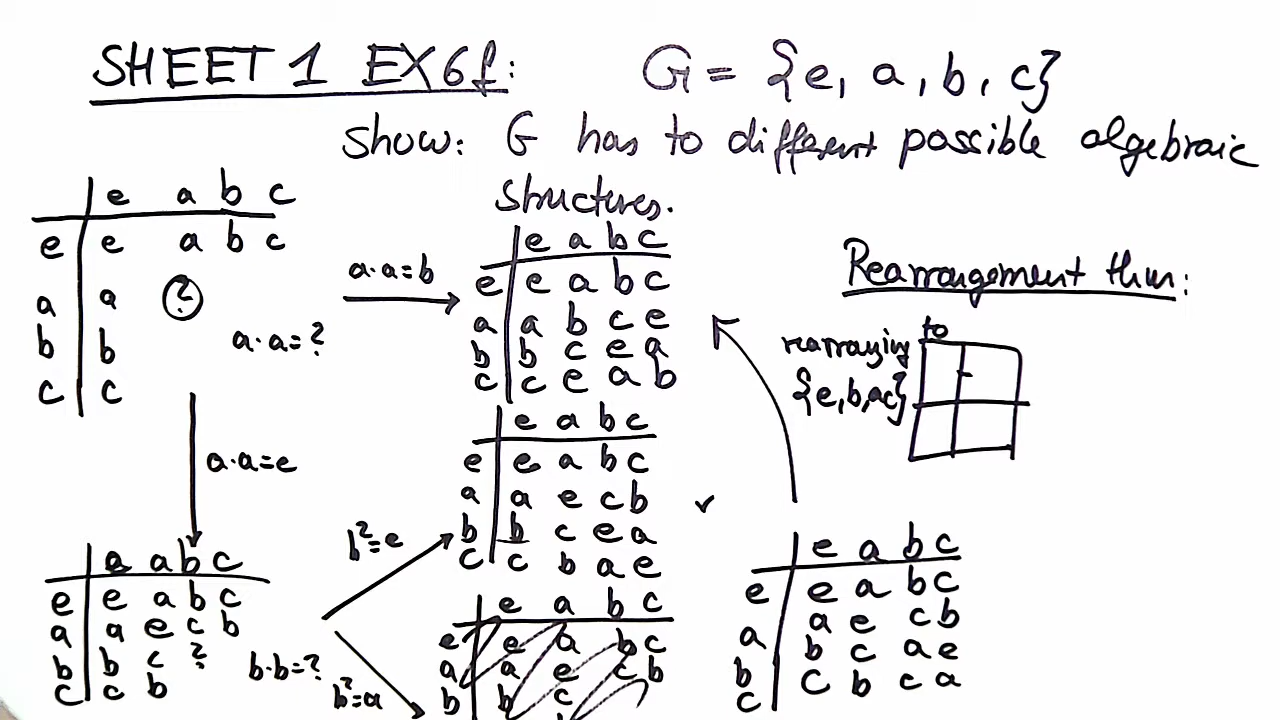 SHEET 1 EX6f:
G = {e, a, b, c}
Show: G has to different possible algebraic
structures.
e a b c
e e a b c
a a ?
b b
c c
a·a=?
a·a=b
e a b c
e e a b c
a a b c e
b b c e a
c c e a b
Rearrangement thm:
rearraying to
{e,b,a,c}
a·a=e
e a b c
e e a b c
a a e c b
b b c e a
c c b a e
✓
a b c
e e a b c
a a e c b
b b c ?
c c b
b·b=?
b²=e
b²=a
e a b c
e e a b c
a a e c b
b b c
e a b c
e e a b c
a a e c b
b b c a e
c c b c a